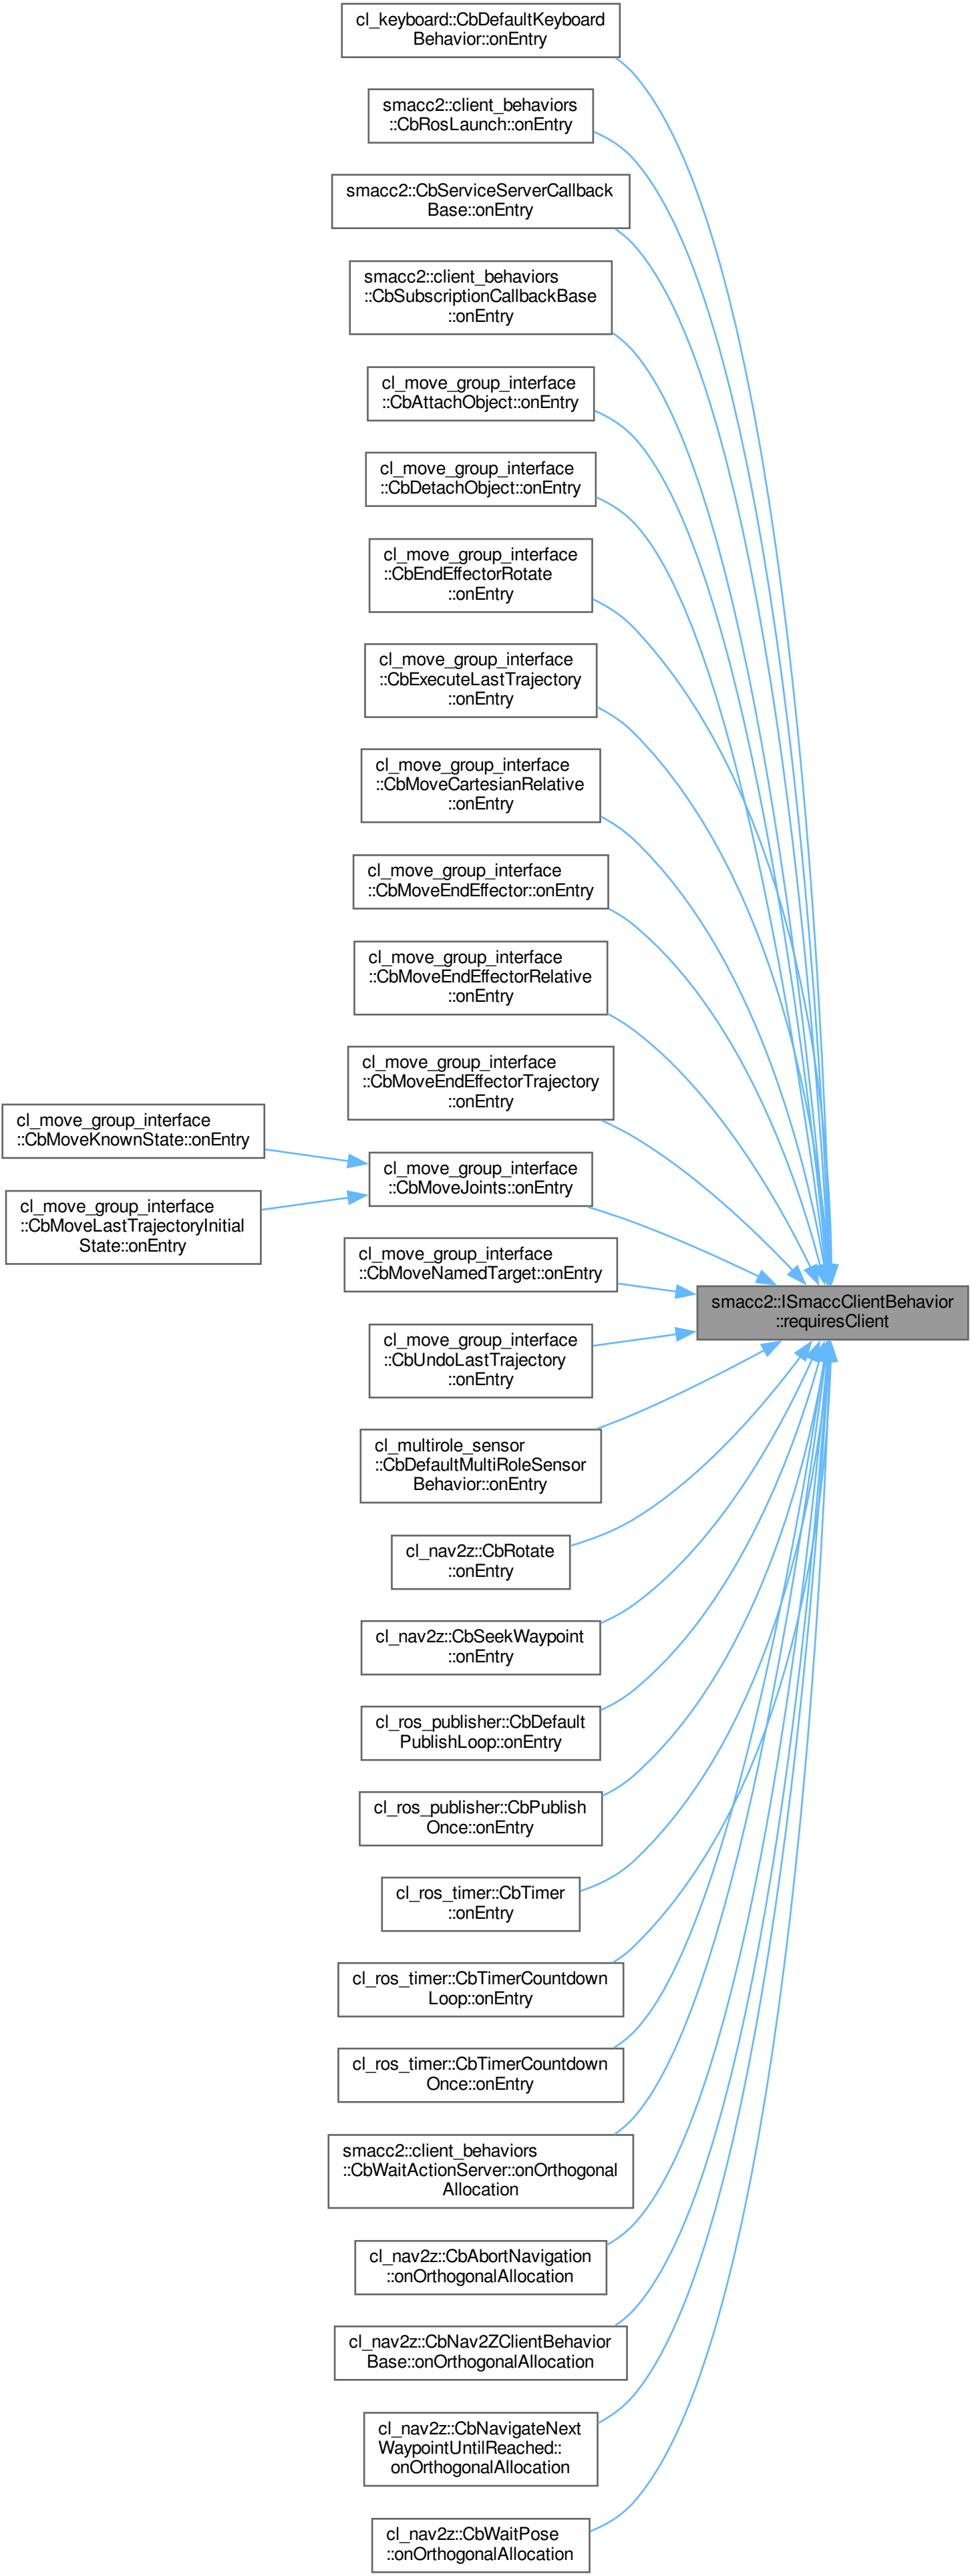 cl_keyboard::CbDefaultKeyboard
Behavior::onEntry
smacc2::client_behaviors
::CbRosLaunch::onEntry
smacc2::CbServiceServerCallback
Base::onEntry
smacc2::client_behaviors
::CbSubscriptionCallbackBase
::onEntry
cl_move_group_interface
::CbAttachObject::onEntry
cl_move_group_interface
::CbDetachObject::onEntry
cl_move_group_interface
::CbEndEffectorRotate
::onEntry
cl_move_group_interface
::CbExecuteLastTrajectory
::onEntry
cl_move_group_interface
::CbMoveCartesianRelative
::onEntry
cl_move_group_interface
::CbMoveEndEffector::onEntry
cl_move_group_interface
::CbMoveEndEffectorRelative
::onEntry
cl_move_group_interface
::CbMoveEndEffectorTrajectory
::onEntry
cl_move_group_interface
::CbMoveKnownState::onEntry
cl_move_group_interface
::CbMoveJoints::onEntry
cl_move_group_interface
::CbMoveLastTrajectoryInitial
State::onEntry
cl_move_group_interface
::CbMoveNamedTarget::onEntry
smacc2::ISmaccClientBehavior
::requiresClient
cl_move_group_interface
::CbUndoLastTrajectory
::onEntry
cl_multirole_sensor
::CbDefaultMultiRoleSensor
Behavior::onEntry
cl_nav2z::CbRotate
::onEntry
cl_nav2z::CbSeekWaypoint
::onEntry
cl_ros_publisher::CbDefault
PublishLoop::onEntry
cl_ros_publisher::CbPublish
Once::onEntry
cl_ros_timer::CbTimer
::onEntry
cl_ros_timer::CbTimerCountdown
Loop::onEntry
cl_ros_timer::CbTimerCountdown
Once::onEntry
smacc2::client_behaviors
::CbWaitActionServer::onOrthogonal
Allocation
cl_nav2z::CbAbortNavigation
::onOrthogonalAllocation
cl_nav2z::CbNav2ZClientBehavior
Base::onOrthogonalAllocation
cl_nav2z::CbNavigateNext
WaypointUntilReached::
onOrthogonalAllocation
cl_nav2z::CbWaitPose
::onOrthogonalAllocation